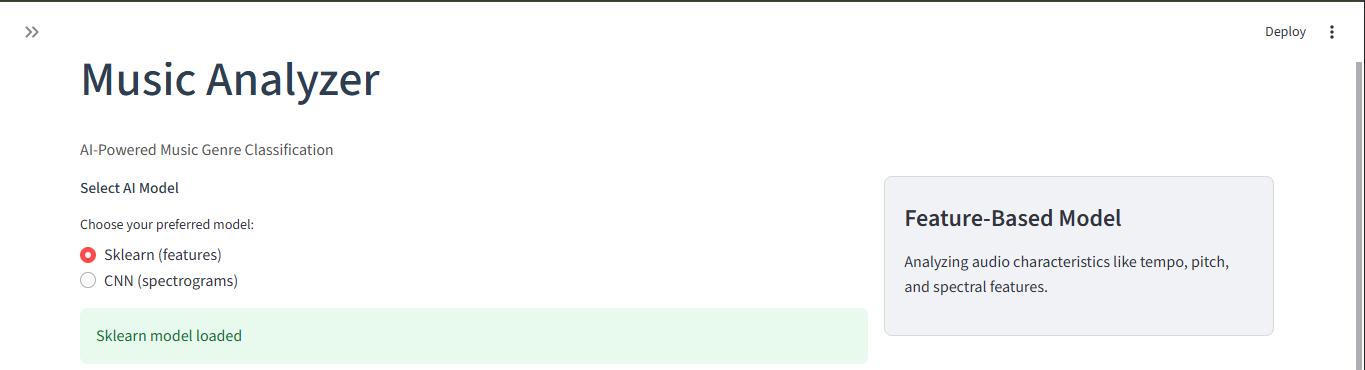 Deploy
Music Analyzer
AI-Powered Music Genre Classification
Select AI Model
Choose your preferred model:
Sklearn (features)
CNN (spectrograms)
Sklearn model loaded
Feature-Based Model
Analyzing audio characteristics like tempo, pitch,
and spectral features.